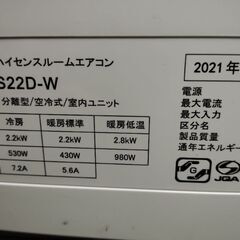 ハイセンスルームエアコン
S22D-W
2021年
分離型/空冷式/室内ユニット
冷房 暖房標準 暖房低温
2.2kW 2.2kW 2.8kW
530W 430W 980W
7.2A 5.6A
電源
最大電流
最大入力
区分名
製品質量
通年エネルギー
G
S
JQA